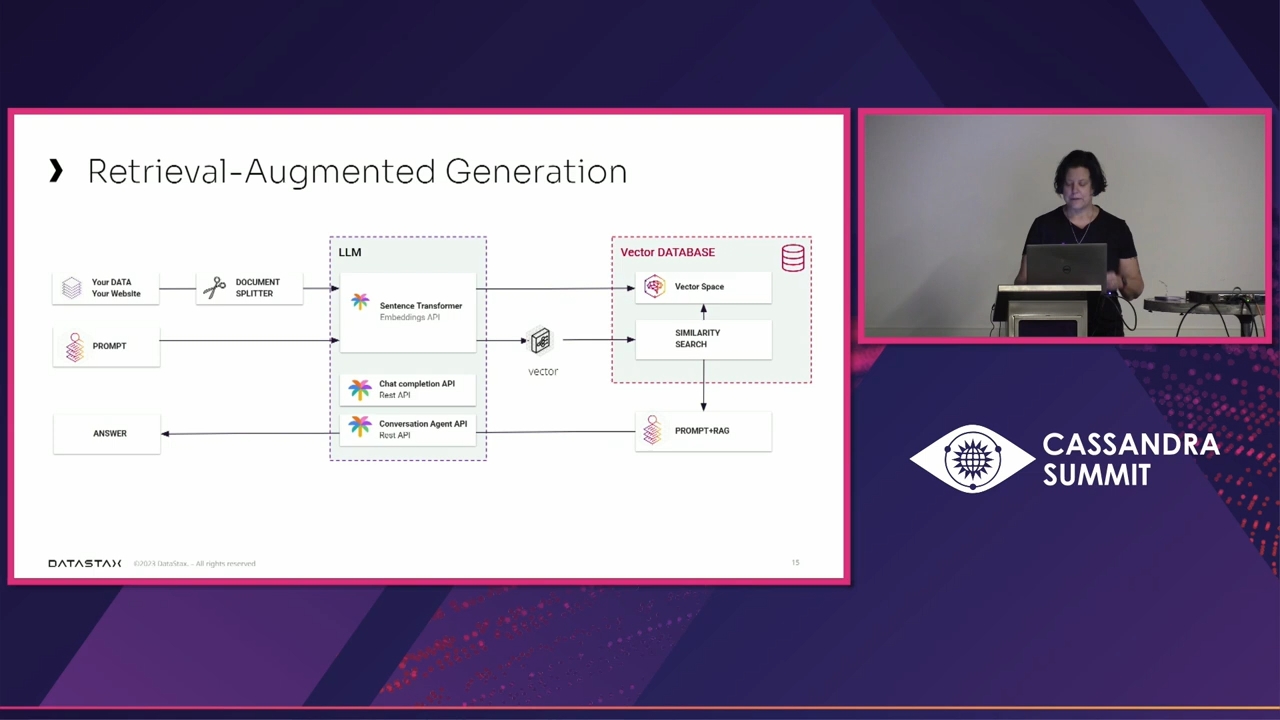 Retrieval-Augmented Generation
LLM
Vector DATABASE
Your DATA
Your Website
DOCUMENT
SPLITTER
Sentence Transformer
Embeddings API
Vector Space
PROMPT
SIMILARITY
SEARCH
vector
Chat completion API
Rest API
Conversation Agent API
Rest API
ANSWER
PROMPT+RAG
DATASTAX
©2023 DataStax. – All rights reserved
15
CASSANDRA
SUMMIT